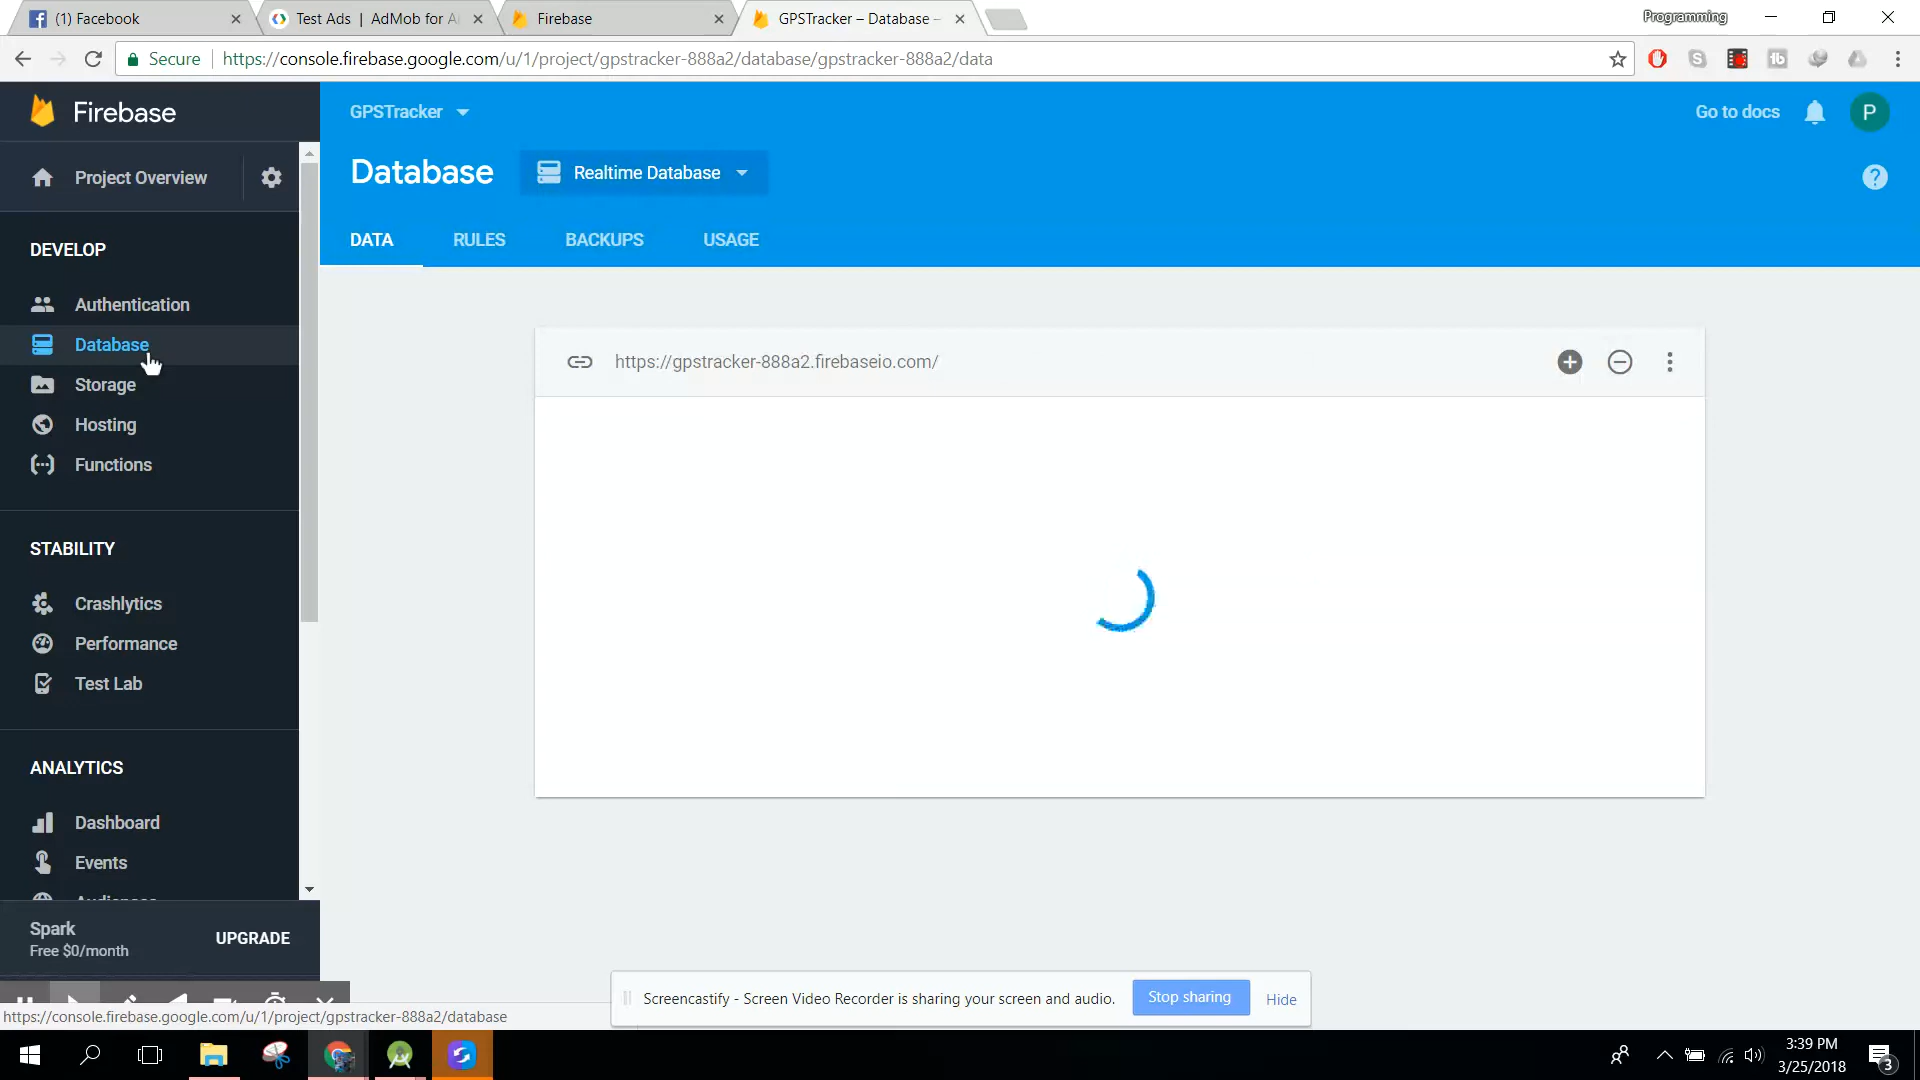 (1) Facebook
Test Ads | AdMob for A
Firebase
GPSTracker – Database –
Programming
Secure
https://console.firebase.google.com/u/1/project/gpstracker-888a2/database/gpstracker-888a2/data
Firebase
GPSTracker
Go to docs
P
Project Overview
Database
Realtime Database
DATA
RULES
BACKUPS
USAGE
DEVELOP
Authentication
Database
Storage
Hosting
Functions
https://gpstracker-888a2.firebaseio.com/
STABILITY
Crashlytics
Performance
Test Lab
ANALYTICS
Dashboard
Events
Spark
Free $0/month
UPGRADE
Screencastify - Screen Video Recorder is sharing your screen and audio.
Stop sharing
Hide
https://console.firebase.google.com/u/1/project/gpstracker-888a2/database
3:39 PM
3/25/2018
3